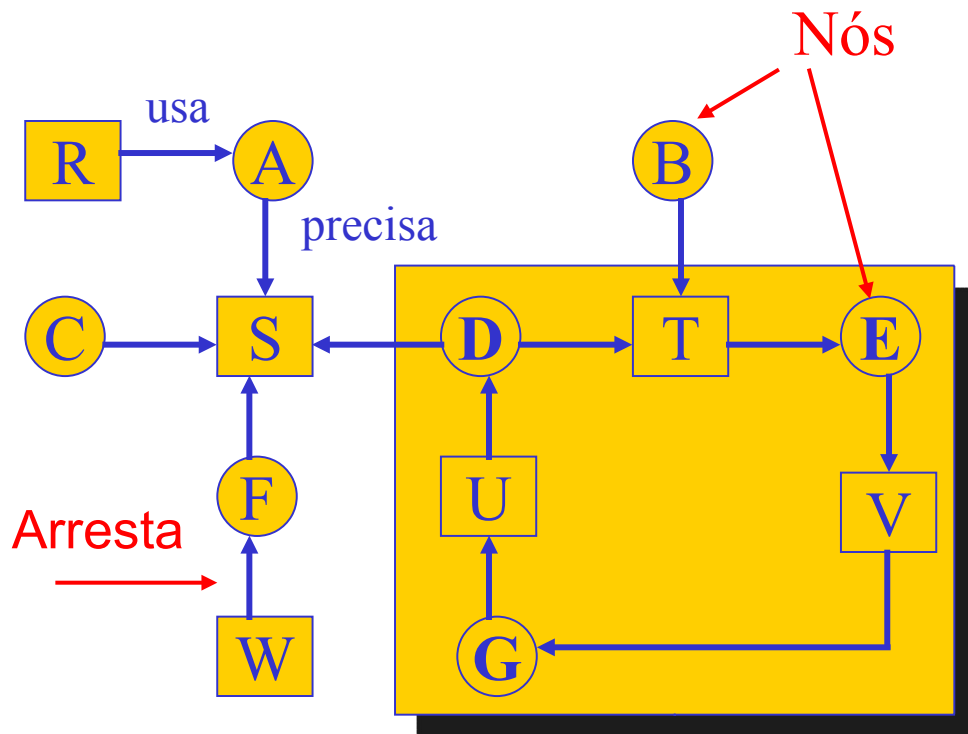 Nós
usa
R A B
precisa
C S D T E
F U V
Arresta
W G